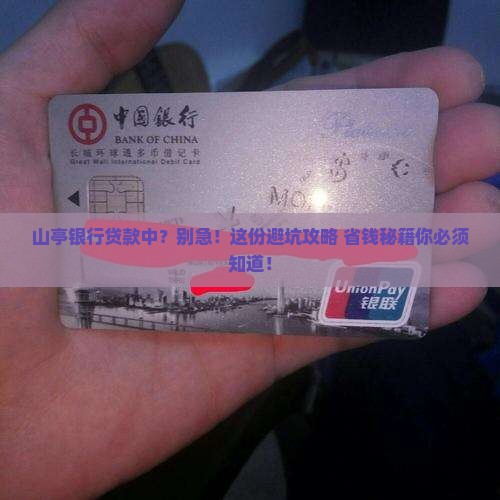 中国银行
BANK OF CHINA
长城环球通多币借记卡
Great Wall International Debit Card
山亭银行贷款中？别急！这份避坑攻略 省钱秘籍你必须
知道！
UnionPay
银联